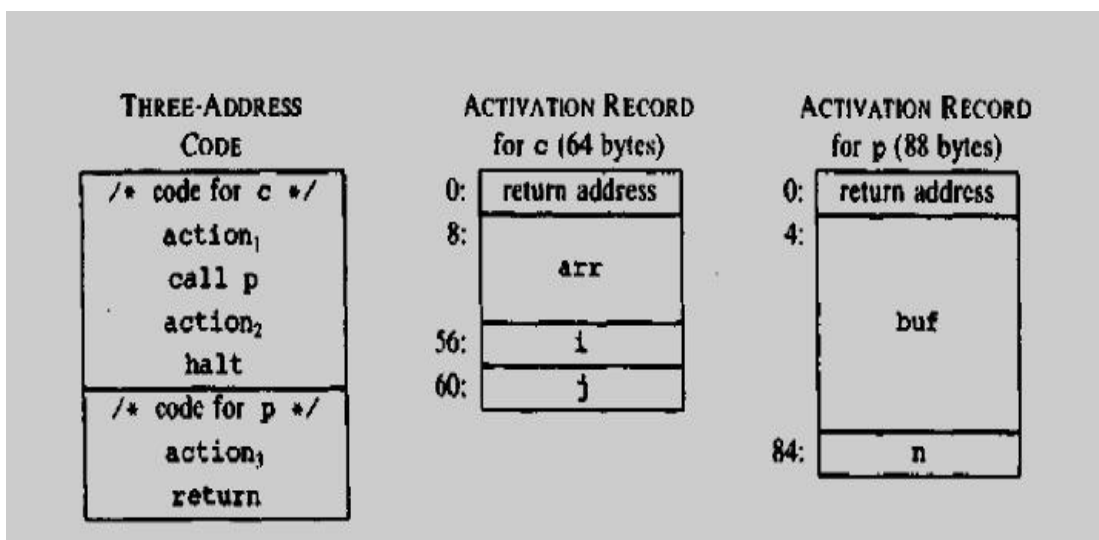 THREE-ADDRESS
CODE
/* code for c */
action₁
call p
action₂
halt
/* code for p */
action₃
return
ACTIVATION RECORD
for c (64 bytes)
0: return address
8: arr
56: i
60: j
ACTIVATION RECORD
for p (88 bytes)
0: return address
4: buf
84: n